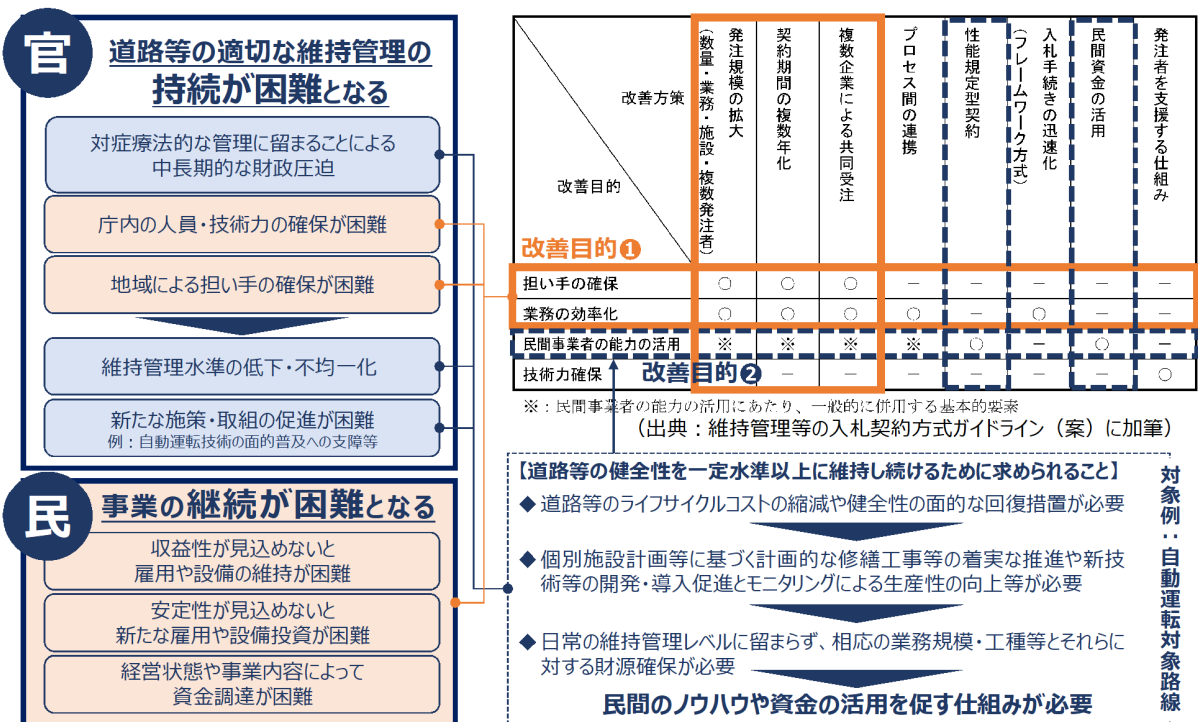 官
道路等の適切な維持管理の
持続が困難となる
対症療法的な管理に留まることによる
中長期的な財政圧迫
庁内の人員・技術力の確保が困難
地域による担い手の確保が困難
維持管理水準の低下・不均一化
新たな施策・取組の促進が困難
例：自動運転技術の面的普及への支障等
民
事業の継続が困難となる
収益性が見込めないと
雇用や設備の維持が困難
安定性が見込めないと
新たな雇用や設備投資が困難
経営状態や事業内容によって
資金調達が困難
改善方策
改善目的
発注規模の拡大
（数量・業務・施設・複数発注者）
契約期間の複数年化
複数企業による共同受注
プロセス間の連携
性能規定型契約
入札手続きの迅速化
（フレームワーク方式）
民間資金の活用
発注者を支援する仕組み
改善目的❶
担い手の確保 ○ ○ ○ － － － － －
業務の効率化 ○ ○ ○ ○ － ○ － －
民間事業者の能力の活用 ※ ※ ※ ※ ○ － ○ －
技術力確保 改善目的❷ － － － － － － ○
※：民間事業者の能力の活用にあたり、一般的に併用する基本的要素
（出典：維持管理等の入札契約方式ガイドライン（案）に加筆）
【道路等の健全性を一定水準以上に維持し続けるために求められること】
◆ 道路等のライフサイクルコストの縮減や健全性の面的な回復措置が必要
◆ 個別施設計画等に基づく計画的な修繕工事等の着実な推進や新技
術等の開発・導入促進とモニタリングによる生産性の向上等が必要
◆ 日常の維持管理レベルに留まらず、相応の業務規模・工種等とそれらに
対する財源確保が必要
民間のノウハウや資金の活用を促す仕組みが必要
対象例：自動運転対象路線